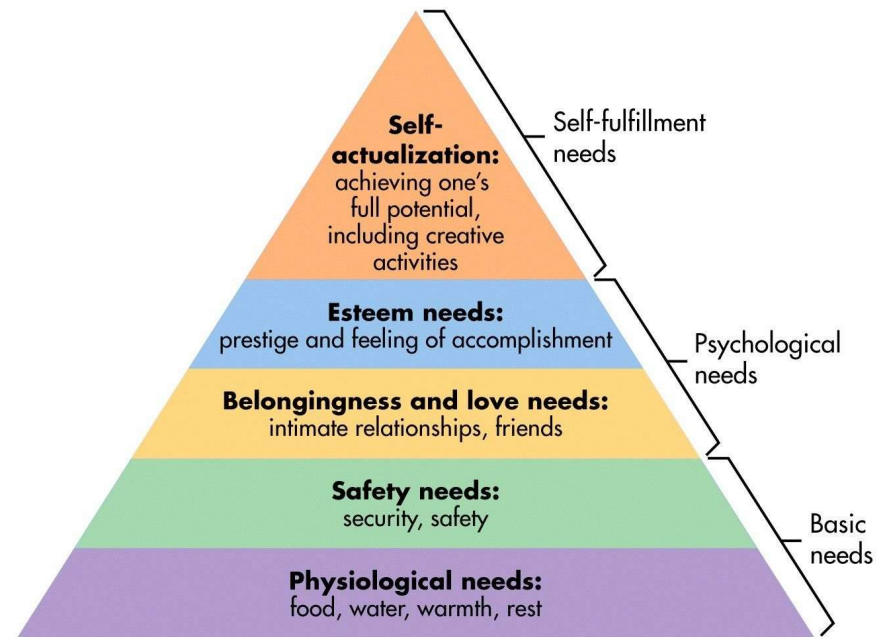 Self-
actualization:
achieving one's
full potential,
including creative
activities
Self-fulfillment
needs
Esteem needs:
prestige and feeling of accomplishment
Psychological
needs
Belongingness and love needs:
intimate relationships, friends
Safety needs:
security, safety
Basic
needs
Physiological needs:
food, water, warmth, rest